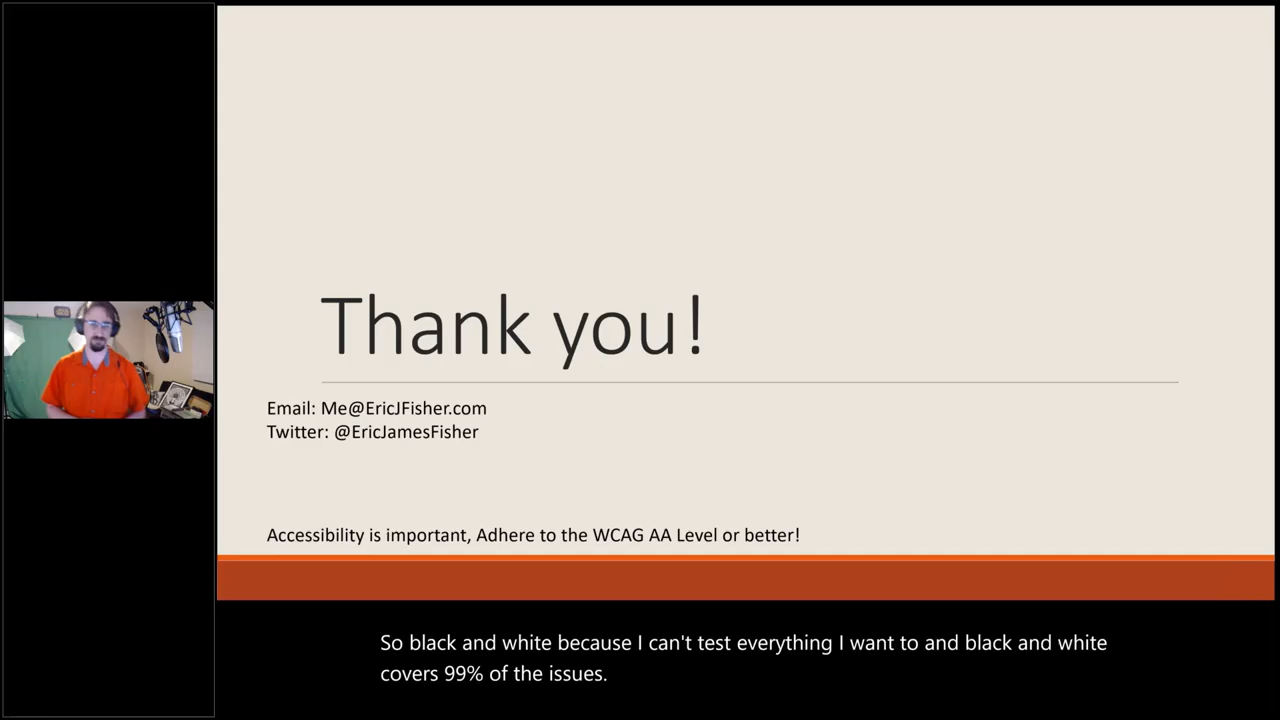 Thank you!
Email: Me@EricJFisher.com
Twitter: @EricJamesFisher
Accessibility is important, Adhere to the WCAG AA Level or better!
So black and white because I can't test everything I want to and black and white
covers 99% of the issues.